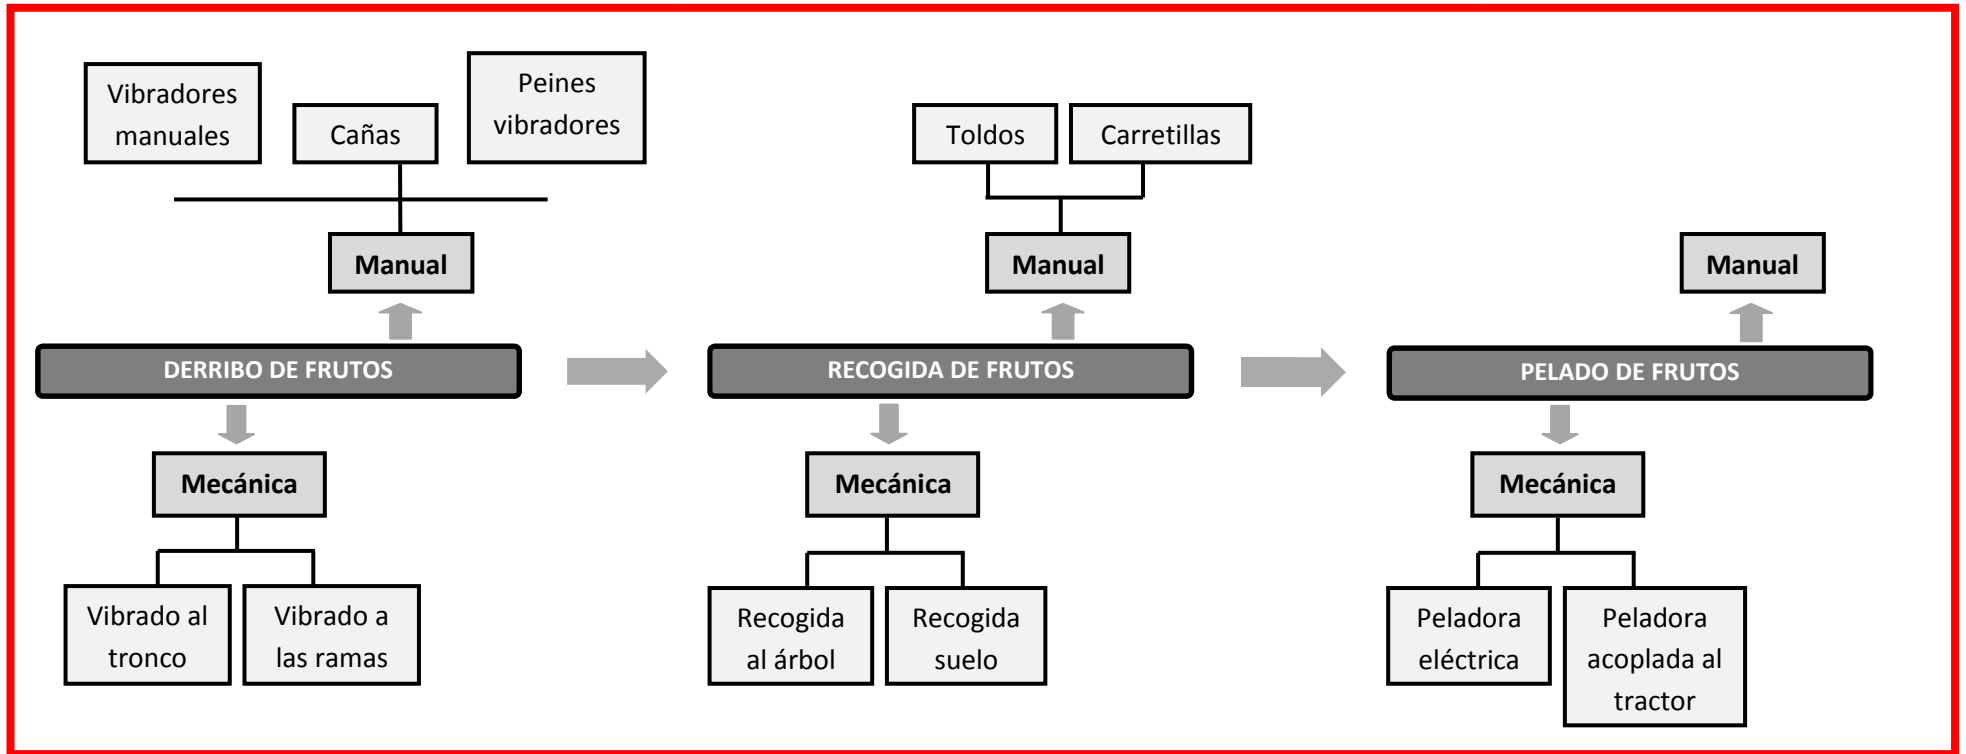 Vibradores
manuales
Cañas
Peines
vibradores
Toldos
Carretillas
Manual
Manual
Manual
DERRIBO DE FRUTOS
RECOGIDA DE FRUTOS
PELADO DE FRUTOS
Mecánica
Mecánica
Mecánica
Vibrado al
tronco
Vibrado a
las ramas
Recogida
al árbol
Recogida
suelo
Peladora
eléctrica
Peladora
acoplada al
tractor